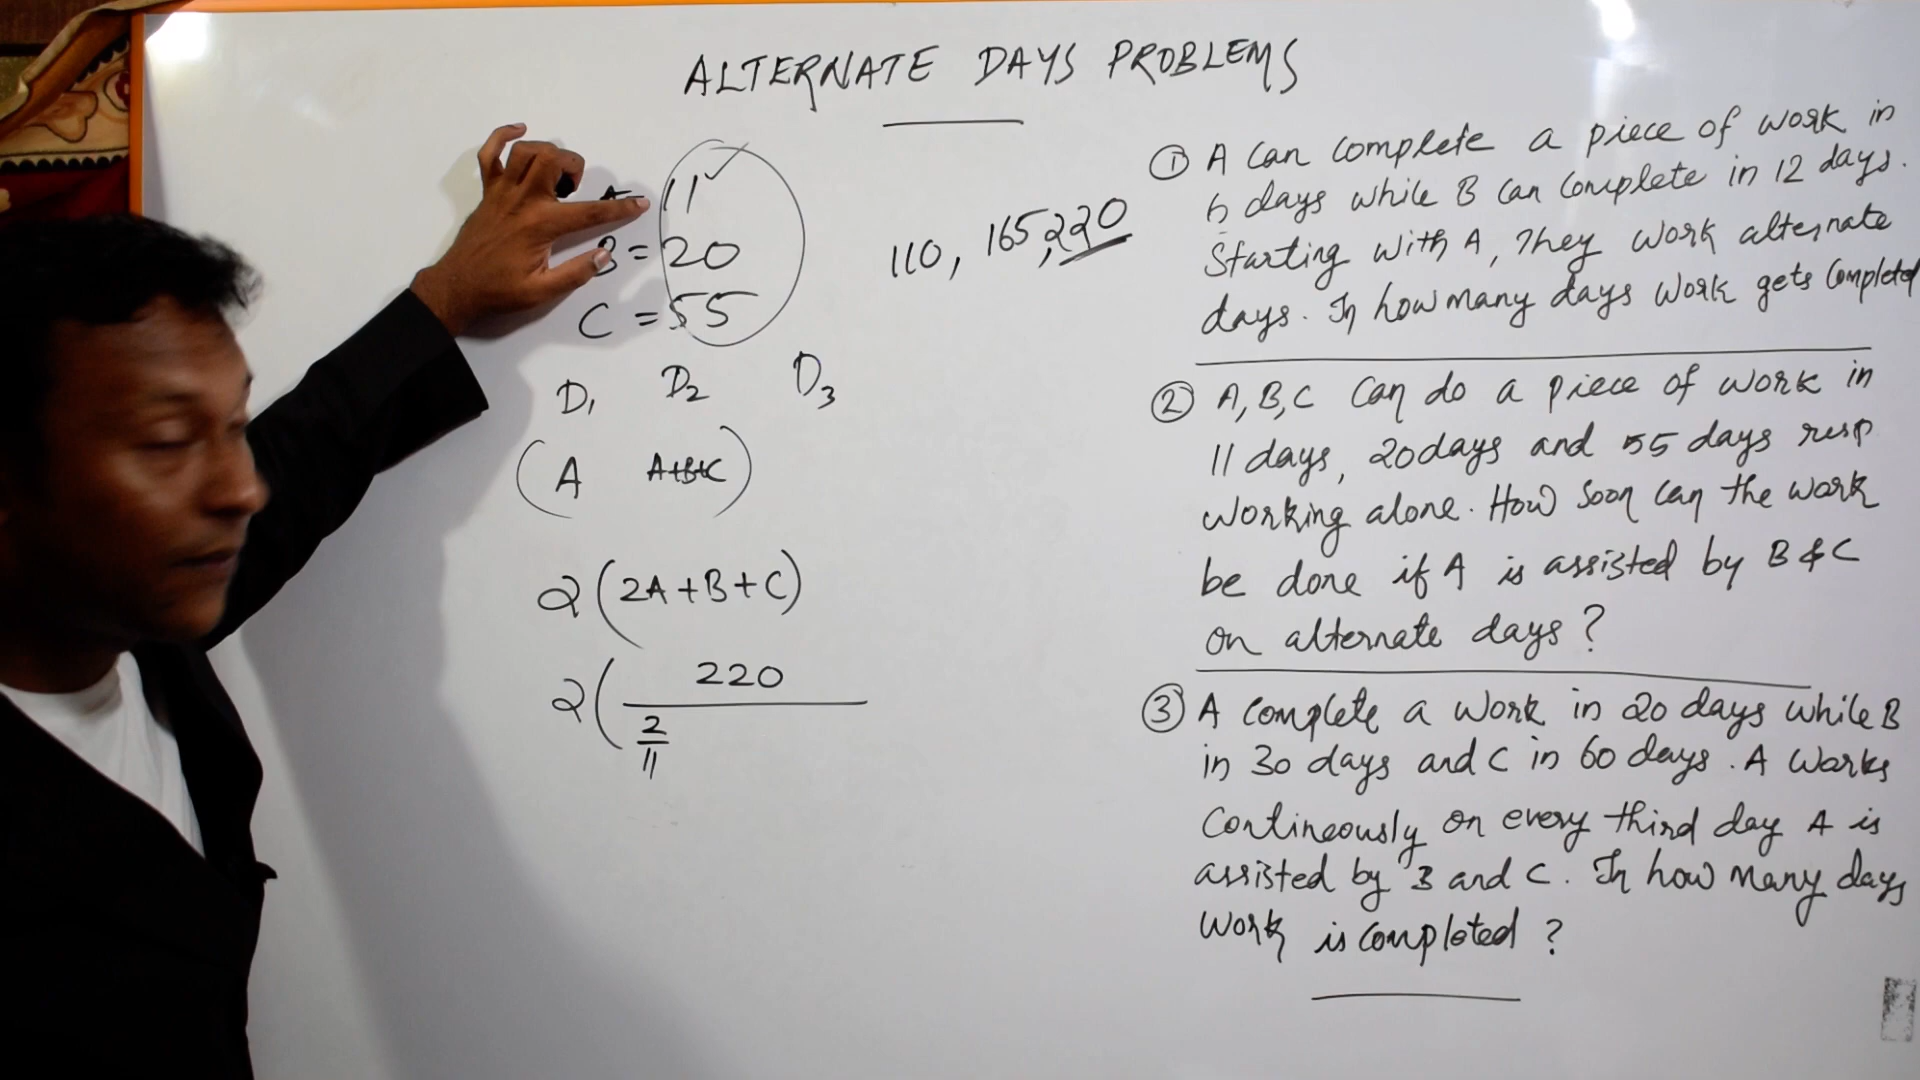 ALTERNATE DAYS PROBLEMS
A = 11 ✓
B = 20
C = 55
110, 165, 220
D1 D2 D3
(A A+B+C)
2(2A+B+C)
2( 220
2
11
① A Can complete a piece of work in
6 days while B can complete in 12 days.
Starting with A, They work alternate
days. In how many days work gets completed
② A, B, C Can do a piece of work in
11 days, 20 days and 55 days resp
working alone. How soon can the work
be done if A is assisted by B & C
on alternate days?
③ A complete a work in 20 days while B
in 30 days and C in 60 days. A works
Contineously on every third day A is
assisted by B and C. In how many days
work is completed?